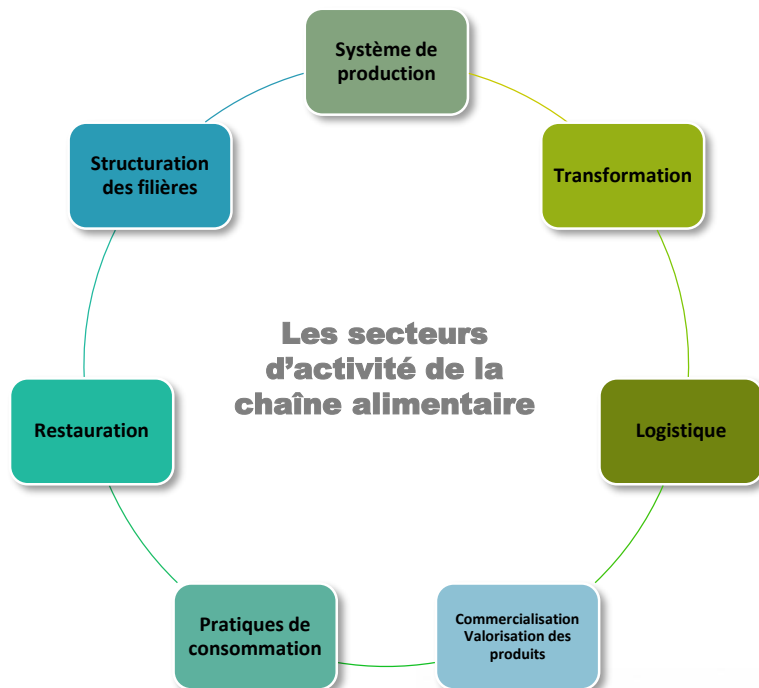 Système de
production
Transformation
Logistique
Commercialisation
Valorisation des
produits
Pratiques de
consommation
Restauration
Structuration
des filières
Les secteurs
d’activité de la
chaîne alimentaire